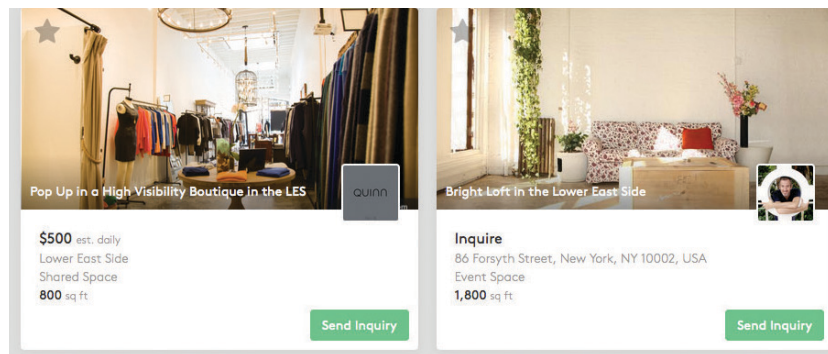 Pop Up in a High Visibility Boutique in the LES
QUINN
$500 est. daily
Lower East Side
Shared Space
800 sq ft
Send Inquiry
Bright Loft in the Lower East Side
Inquire
86 Forsyth Street, New York, NY 10002, USA
Event Space
1,800 sq ft
Send Inquiry